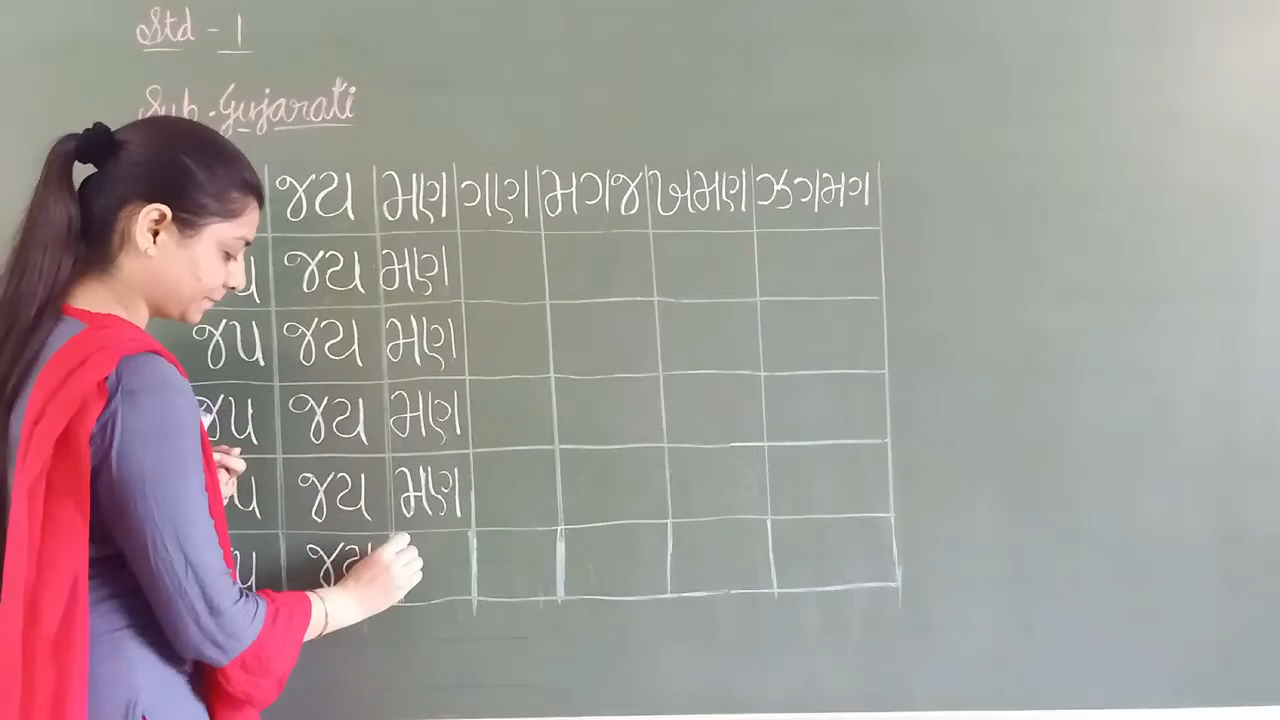 Std - 1
Sub - Gujarati
જય મણ ગણ મગજ ખમણ ઝગમગ
જય મણ
જપ જય મણ
જપ જય મણ
જય મણ
જય